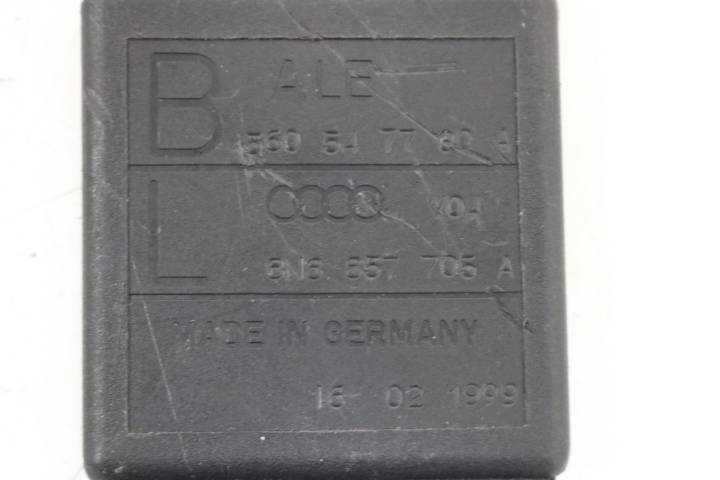 B ALE
560 54 77 60 A
L X04
8N8 857 705 A
MADE IN GERMANY
16 02 1999